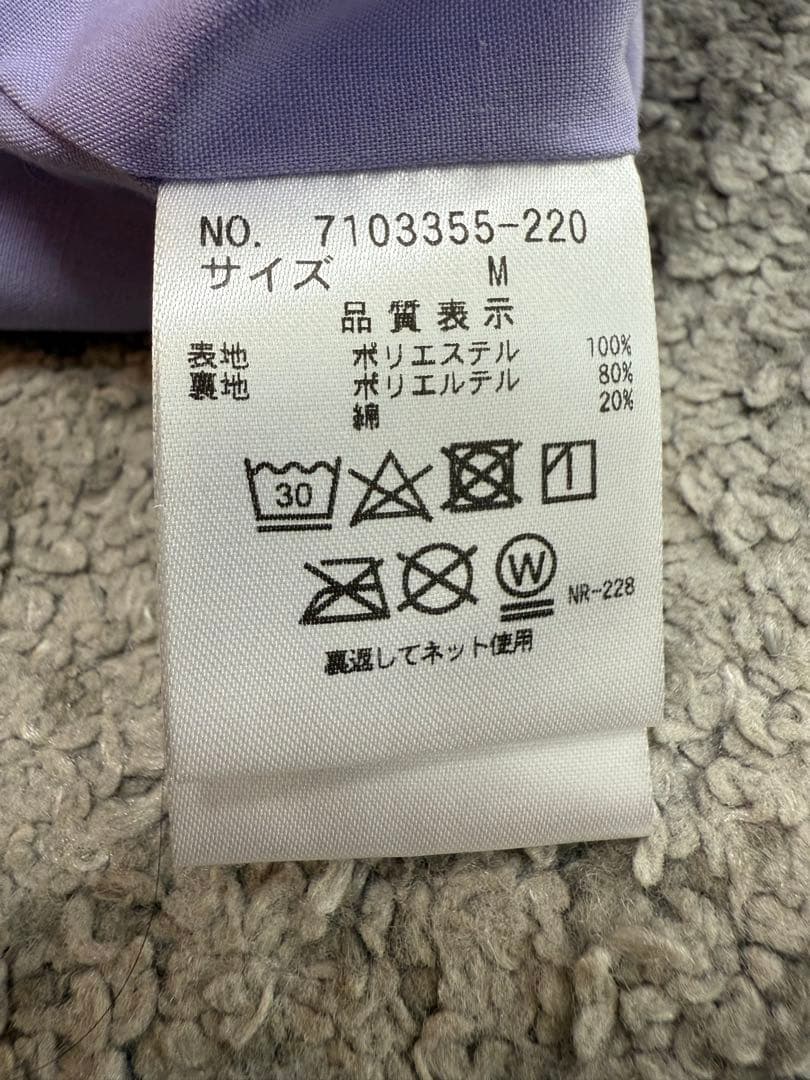 NO. 7103355-220
サイズ M
品質表示
表地 ポリエステル 100%
裏地 ポリエルテル 80%
綿 20%
30
W NR-228
裏返してネット使用